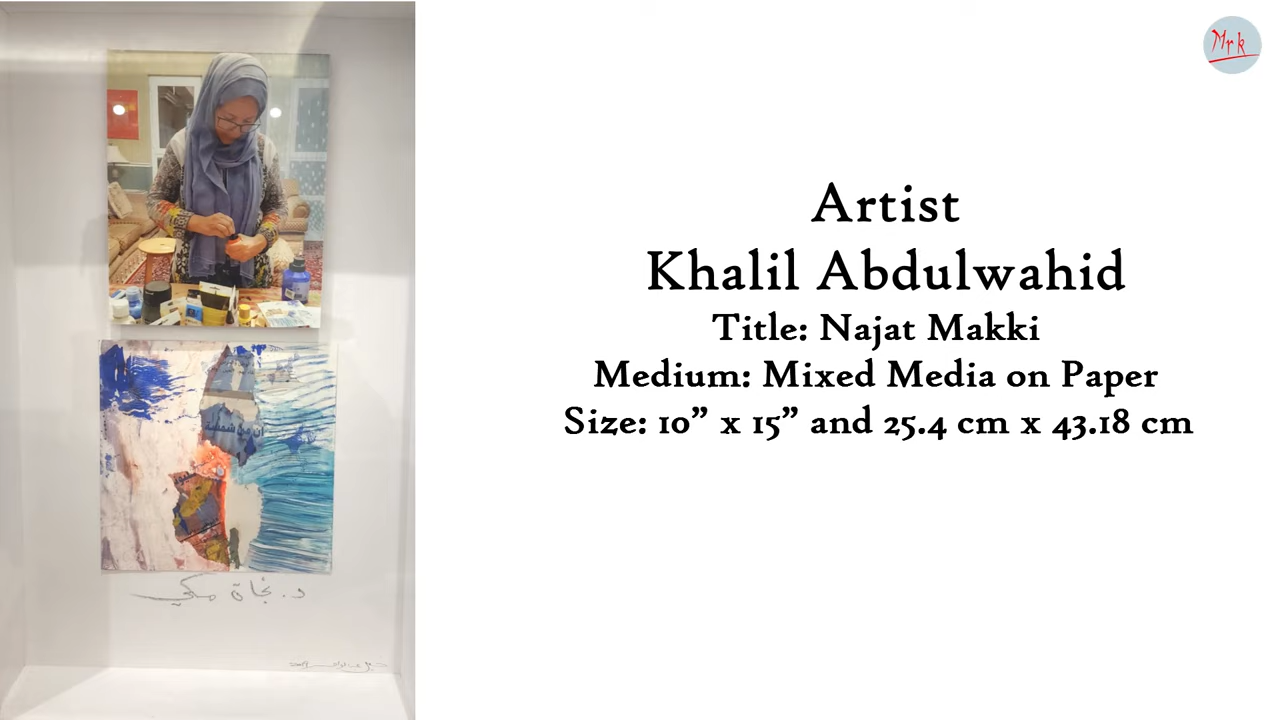 Mrk
Artist
Khalil Abdulwahid
Title: Najat Makki
Medium: Mixed Media on Paper
Size: 10” x 15” and 25.4 cm x 43.18 cm
د. نجاة مكي